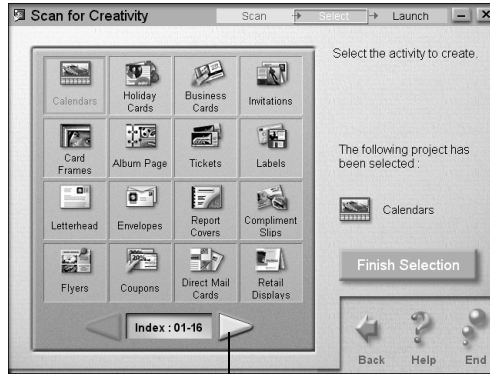 Scan for Creativity
Scan Select Launch
Select the activity to create.
Calendars
Holiday
Cards
Business
Cards
Invitations
Card
Frames
Album Page
Tickets
Labels
Letterhead
Envelopes
Report
Covers
Compliment
Slips
Flyers
Coupons
Direct Mail
Cards
Retail
Displays
Index : 01-16
The following project has
been selected :
Calendars
Finish Selection
Back Help End